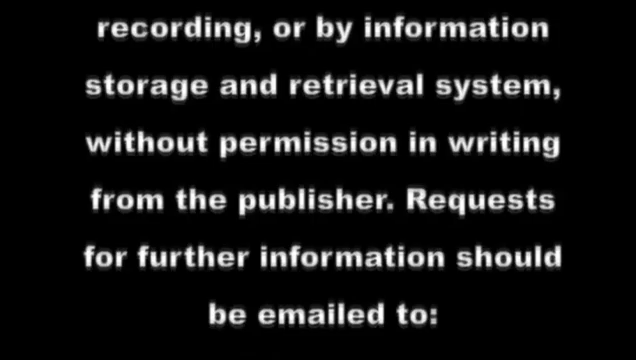 recording, or by information
storage and retrieval system,
without permission in writing
from the publisher. Requests
for further information should
be emailed to: